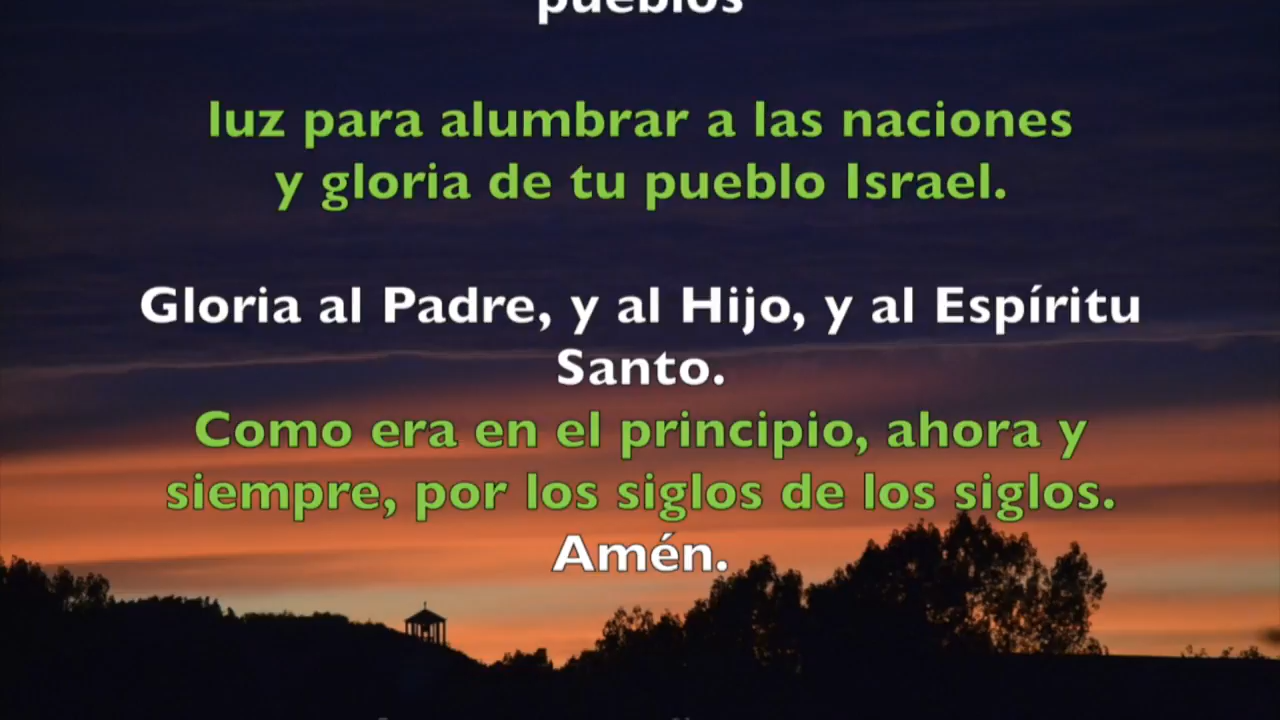 pueblos
luz para alumbrar a las naciones
y gloria de tu pueblo Israel.
Gloria al Padre, y al Hijo, y al Espíritu
Santo.
Como era en el principio, ahora y
siempre, por los siglos de los siglos.
Amén.